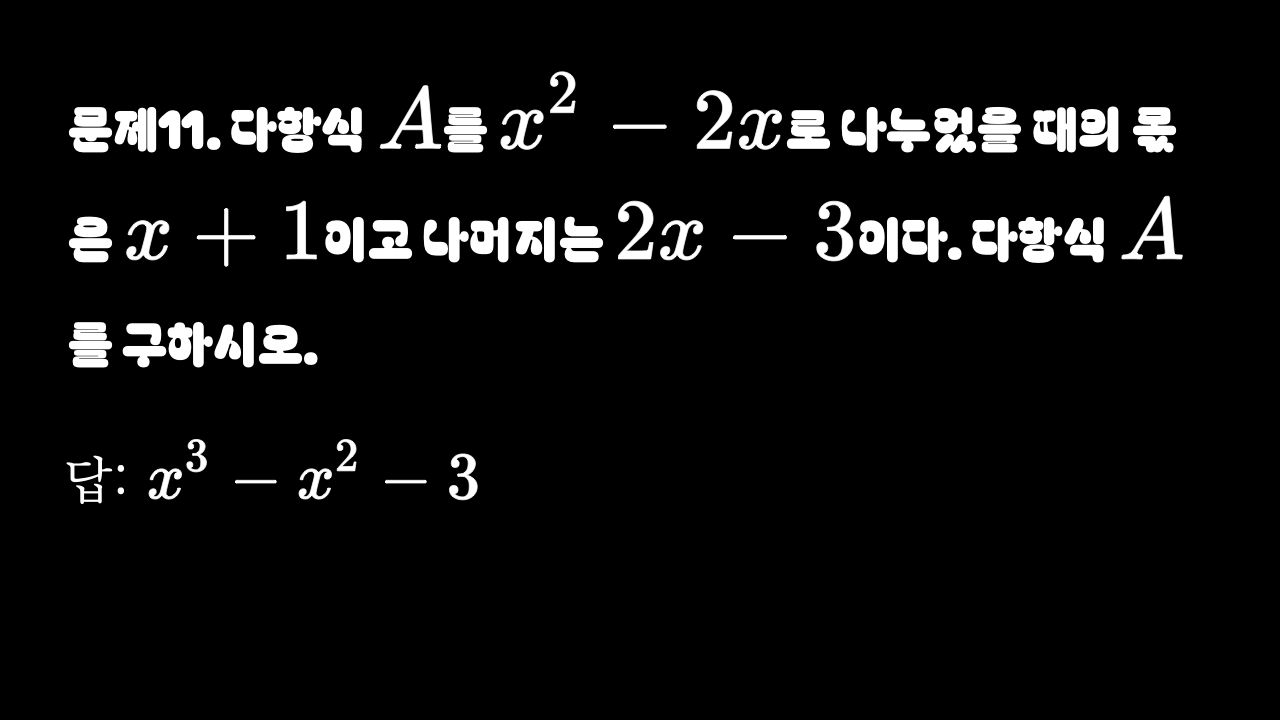 문제11. 다항식 $A$를 $x^2 - 2x$로 나누었을 때의 몫
은 $x + 1$이고 나머지는 $2x - 3$이다. 다항식 $A$
를 구하시오.
답: $x^3 - x^2 - 3$